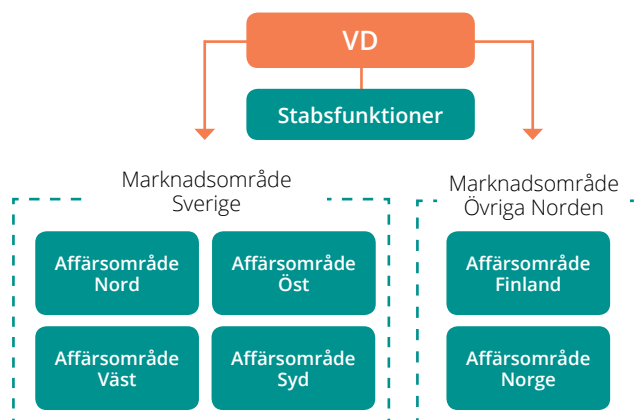 VD
Stabsfunktioner
Marknadsområde
Sverige
Affärsområde
Nord
Affärsområde
Öst
Affärsområde
Väst
Affärsområde
Syd
Marknadsområde
Övriga Norden
Affärsområde
Finland
Affärsområde
Norge